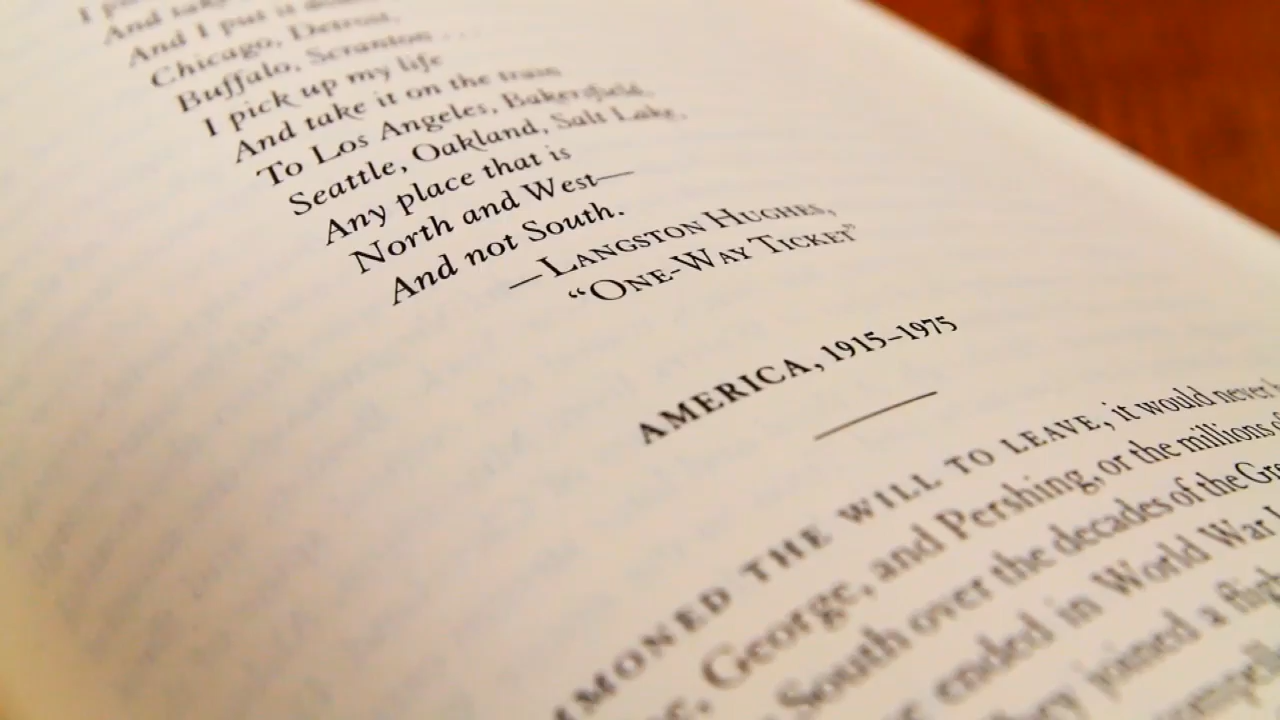 I
And take
And I put it
Chicago, Detroit,
Buffalo, Scranton . . .
I pick up my life
And take it on the train
To Los Angeles, Bakersfield,
Seattle, Oakland, Salt Lake,
Any place that is
North and West—
And not South.
—LANGSTON HUGHES,
“ONE-WAY TICKET”
AMERICA, 1915–1975
MONED THE WILL TO LEAVE, it would never
George, and Pershing, or the millions
South over the decades of the
ended in World War
joined a